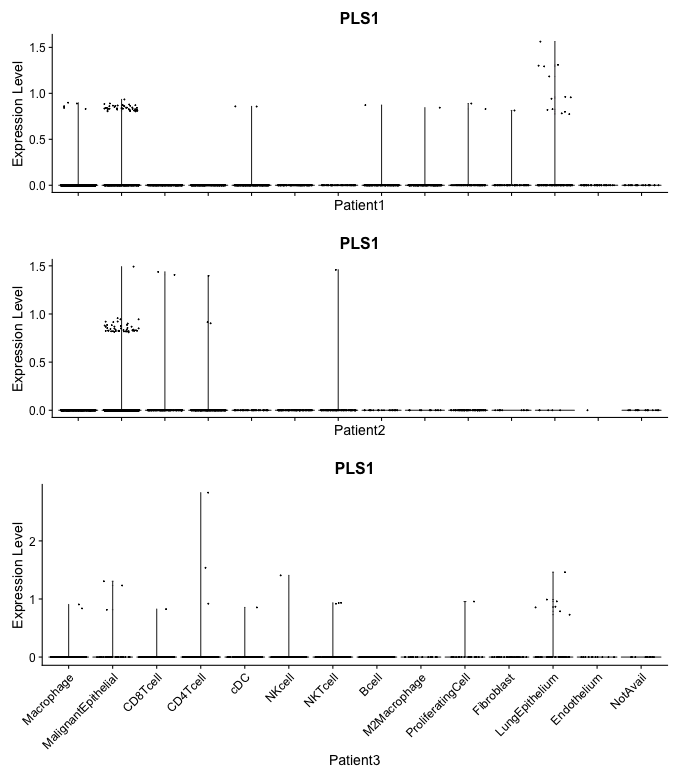 PLS1
Expression Level
1.5
1.0
0.5
0.0
Patient1
PLS1
Expression Level
1.5
1.0
0.5
0.0
Patient2
PLS1
Expression Level
2
1
0
Macrophage
MalignantEpithelial
CD8Tcell
CD4Tcell
cDC
NKcell
NKTcell
Bcell
M2Macrophage
ProliferatingCell
Fibroblast
LungEpithelium
Endothelium
NotAvail
Patient3